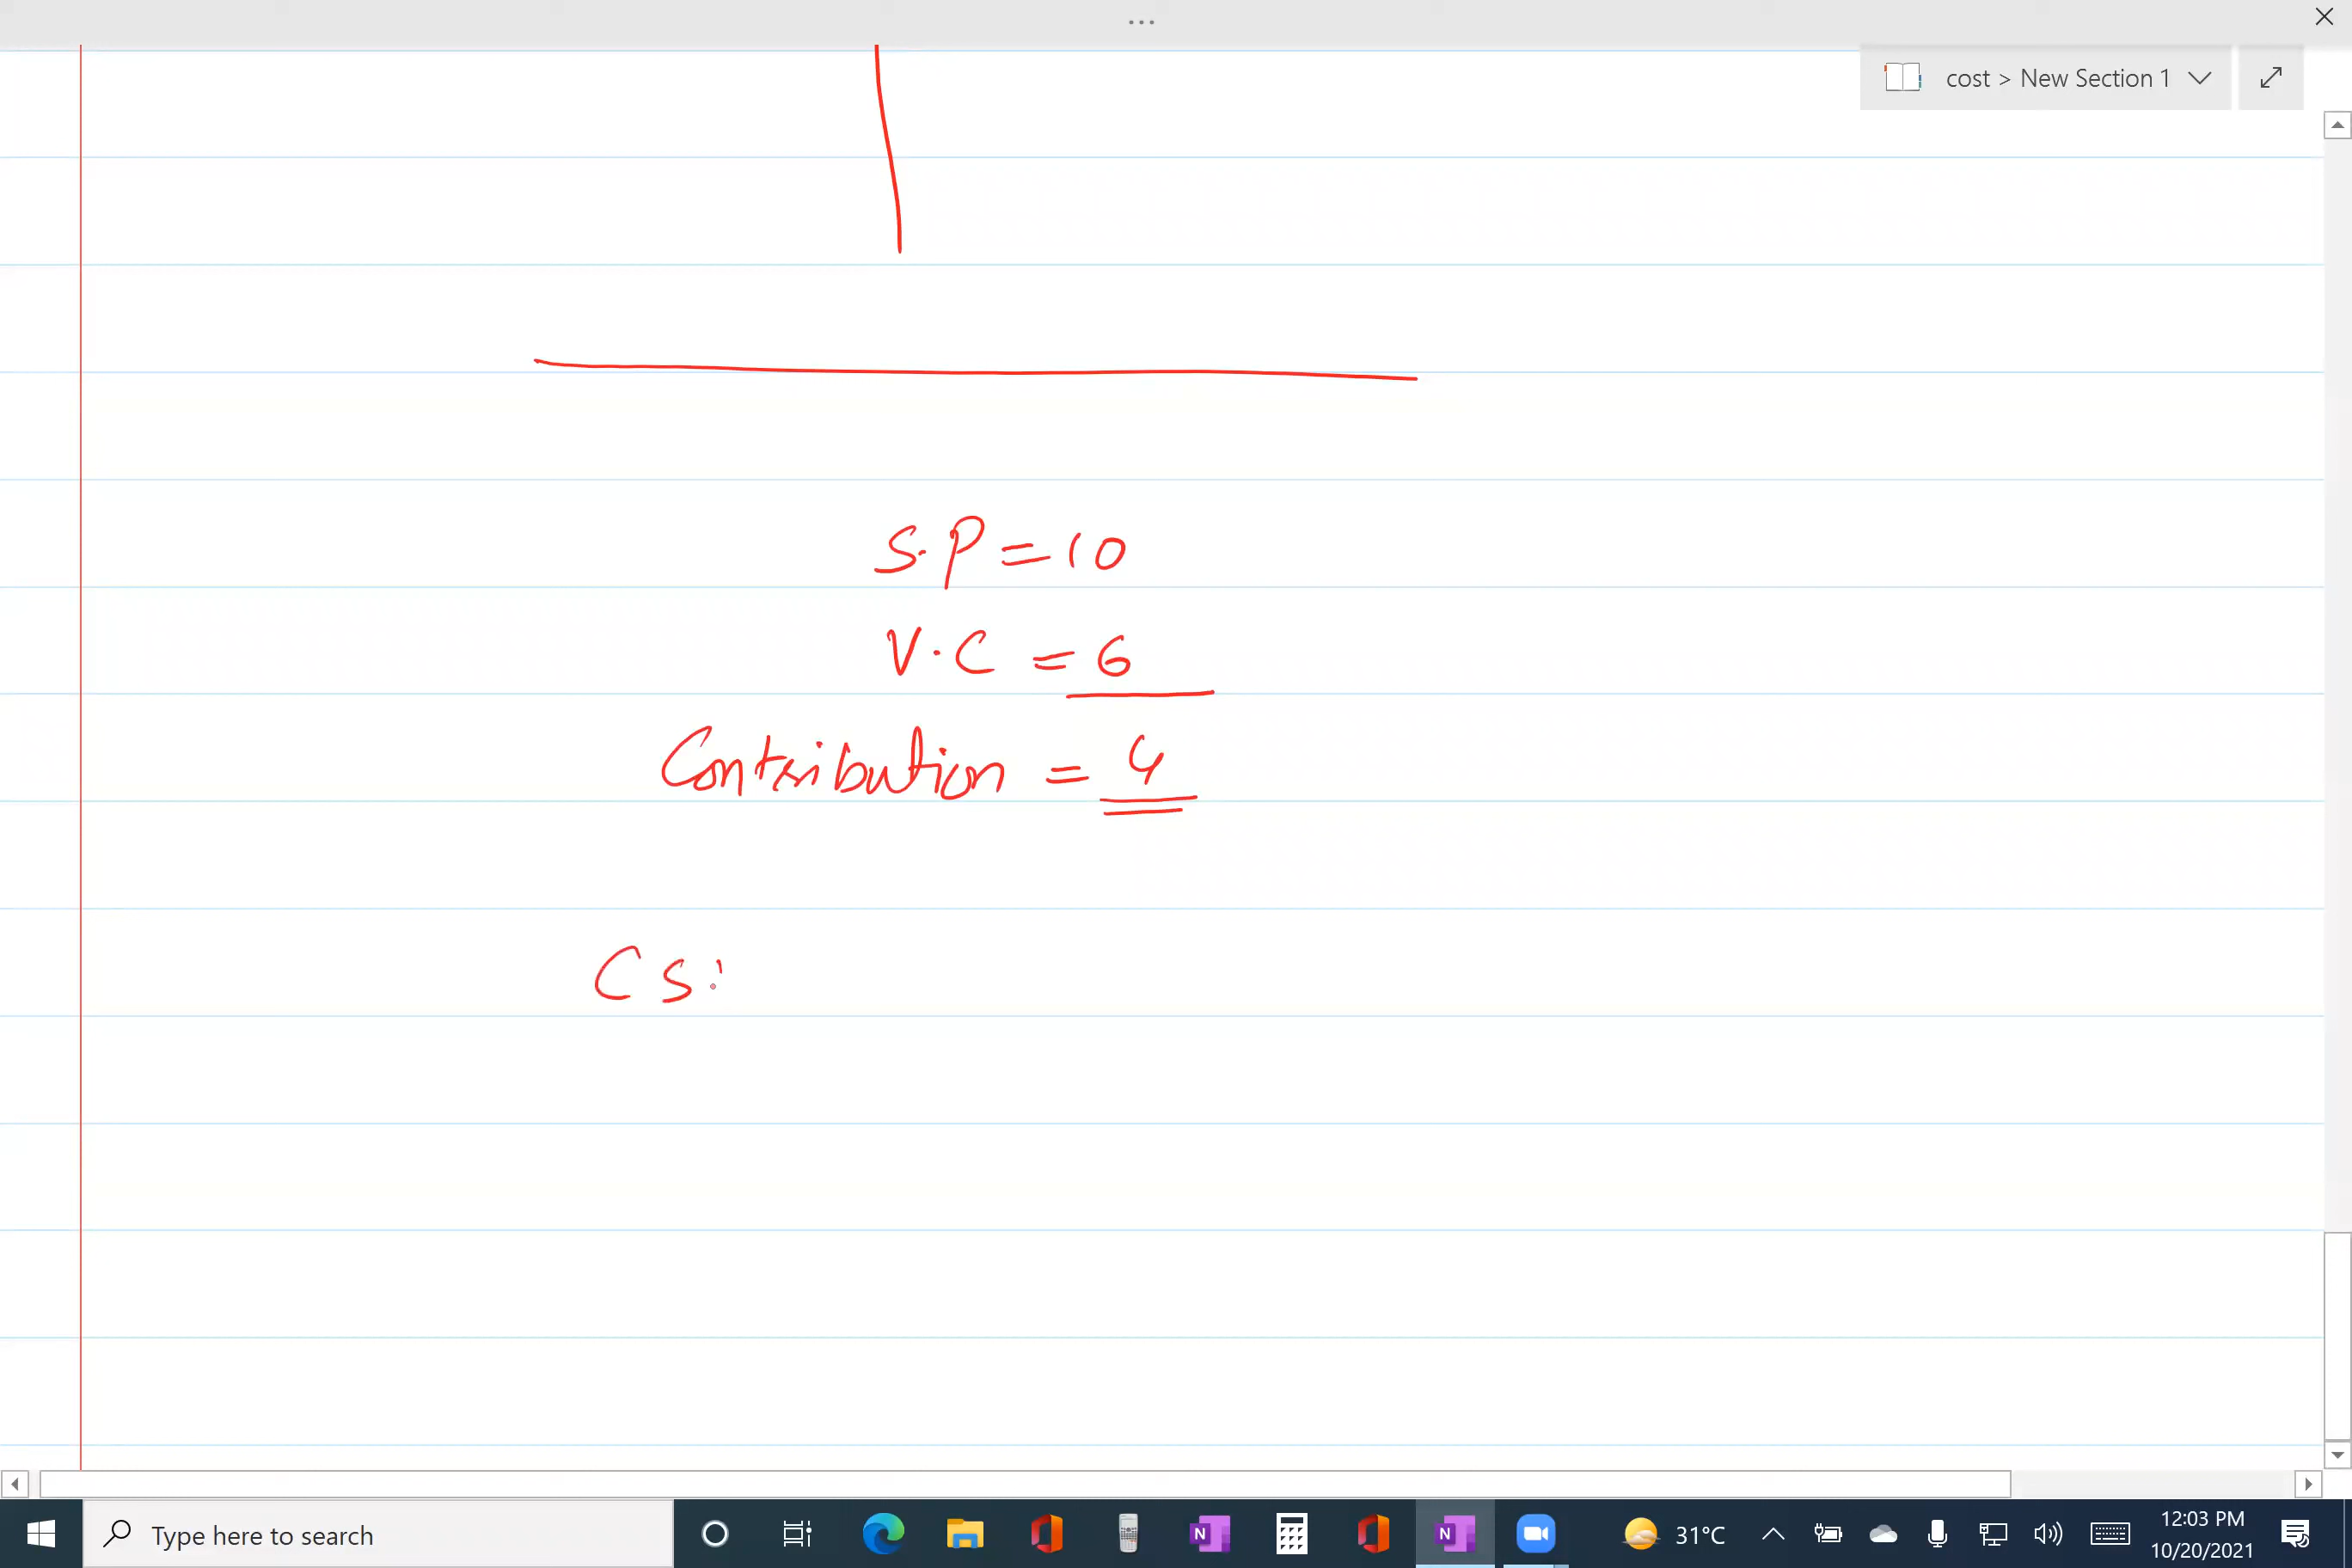 cost > New Section 1
S.P = 10
V.C = 6
Contribution = 4
Cs:
Type here to search
31°C
12:03 PM
10/20/2021